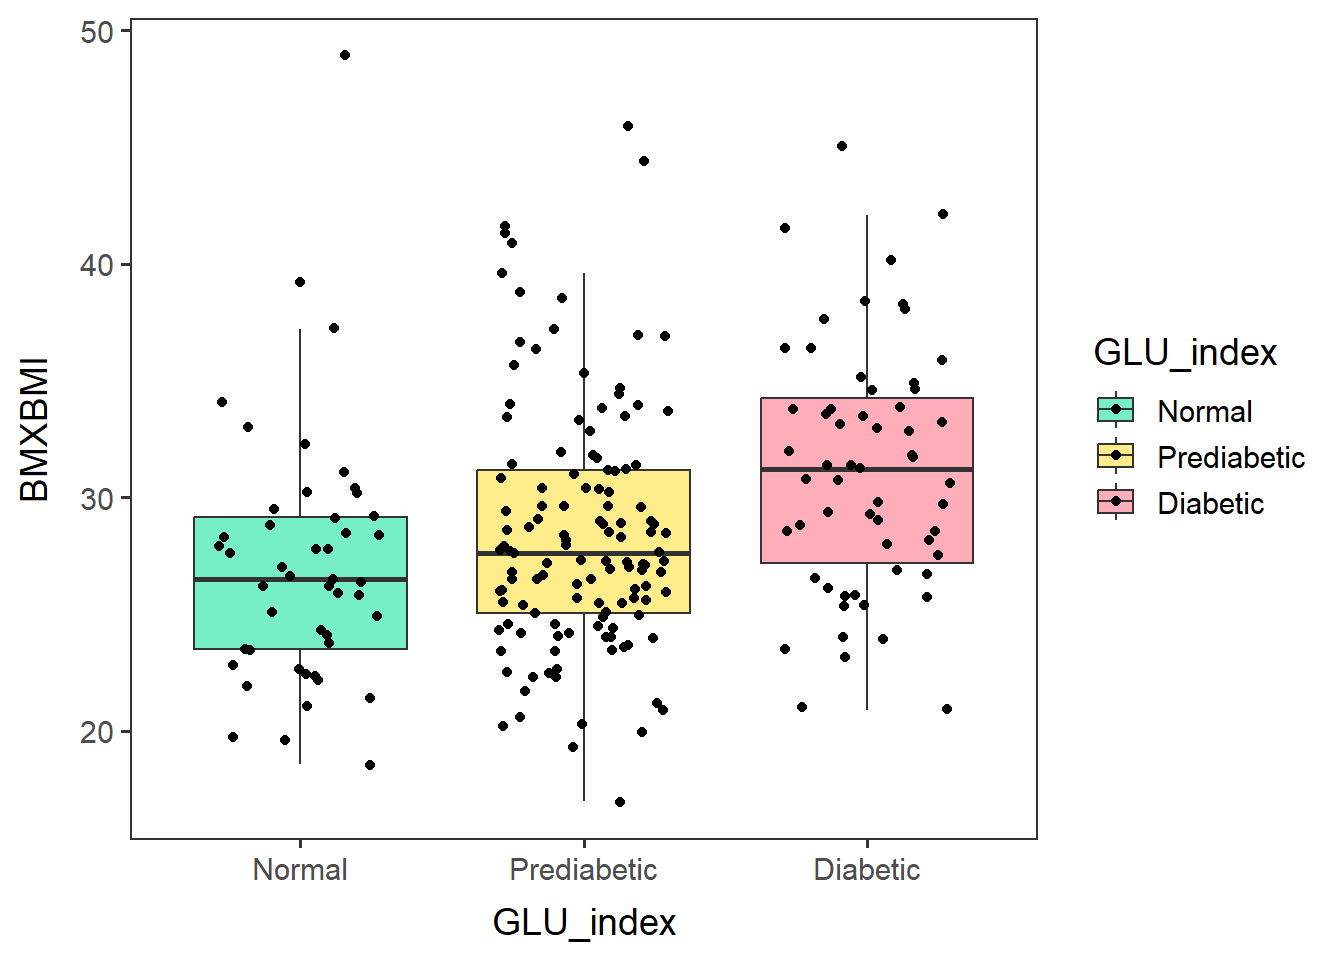 50
40
30
20
BMXBMI
Normal
Prediabetic
Diabetic
GLU_index
GLU_index
Normal
Prediabetic
Diabetic